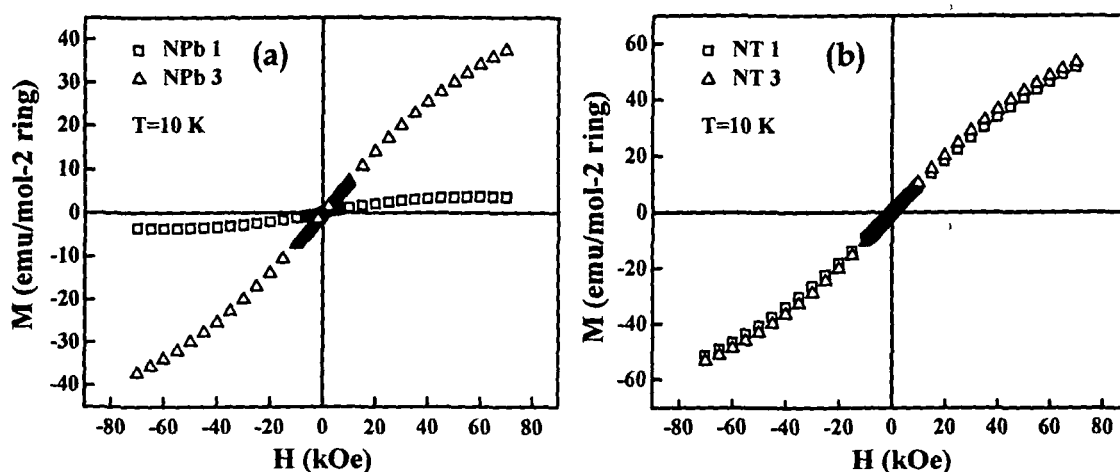 NPb 1
NPb 3
(a)
T=10 K
40
30
20
10
0
-10
-20
-30
-40
-80 -60 -40 -20 0 20 40 60 80
H (kOe)
M (emu/mol-2 ring)
NT 1
NT 3
(b)
T=10 K
60
40
20
0
-20
-40
-60
-80 -60 -40 -20 0 20 40 60 80
H (kOe)
M (emu/mol-2 ring)